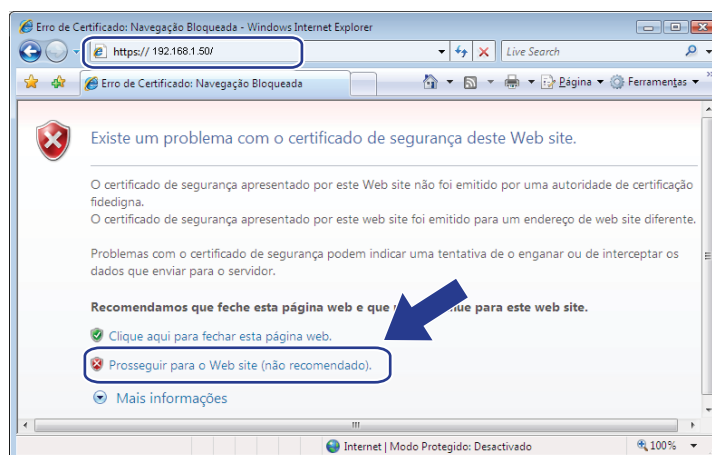 Erro de Certificado: Navegação Bloqueada - Windows Internet Explorer
https:// 192.168.1.50/
Live Search
Erro de Certificado: Navegação Bloqueada
Página
Ferramentas
Existe um problema com o certificado de segurança deste Web site.
O certificado de segurança apresentado por este Web site não foi emitido por uma autoridade de certificação
fidedigna.
O certificado de segurança apresentado por este web site foi emitido para um endereço de web site diferente.
Problemas com o certificado de segurança podem indicar uma tentativa de o enganar ou de interceptar os
dados que enviar para o servidor.
Recomendamos que feche esta página web e que para este web site.
Clique aqui para fechar esta página web.
Prosseguir para o Web site (não recomendado).
Mais informações
Internet | Modo Protegido: Desactivado
100%